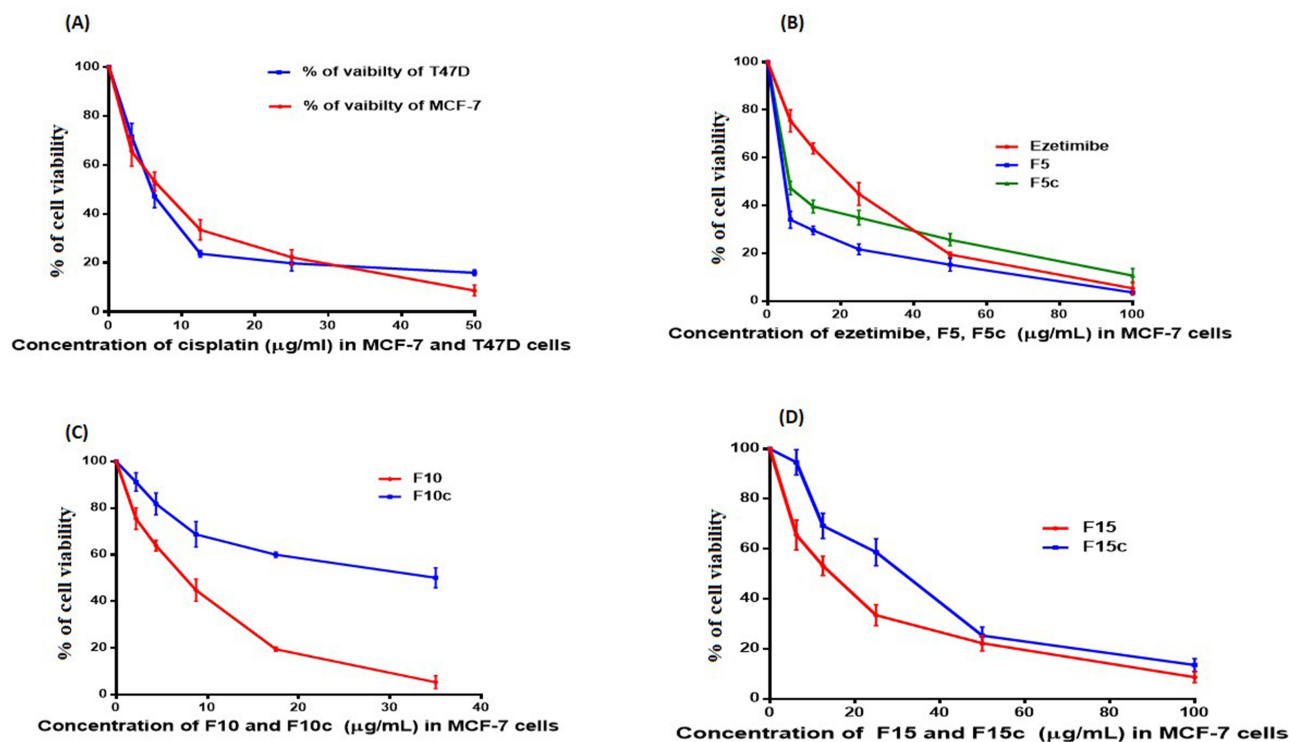 (A)
% of vaibilty of T47D
% of vaibilty of MCF-7
% of cell viability
100
80
60
40
20
0
0 10 20 30 40 50
Concentration of cisplatin (µg/ml) in MCF-7 and T47D cells
(B)
Ezetimibe
F5
F5c
% of cell viability
100
80
60
40
20
0
0 20 40 60 80 100
Concentration of ezetimibe, F5, F5c (µg/mL) in MCF-7 cells
(C)
F10
F10c
% of cell viability
100
80
60
40
20
0
0 10 20 30 40
Concentration of F10 and F10c (µg/mL) in MCF-7 cells
(D)
F15
F15c
% of cell viability
100
80
60
40
20
0
0 20 40 60 80 100
Concentration of F15 and F15c (µg/mL) in MCF-7 cells